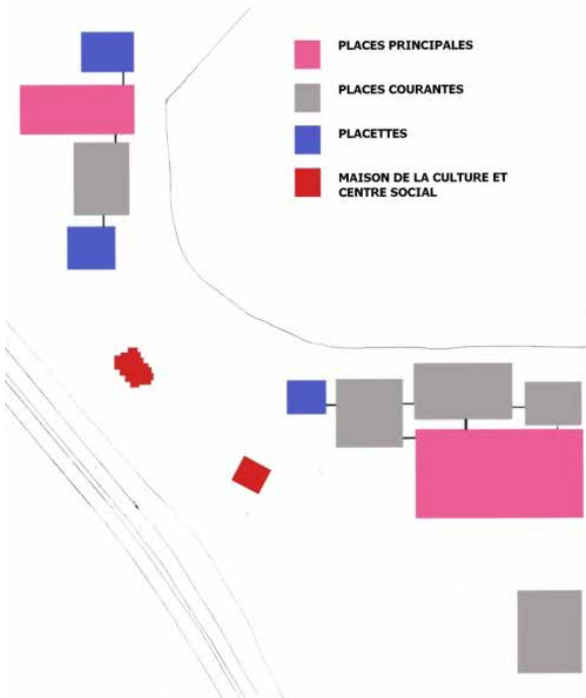 PLACES PRINCIPALES
PLACES COURANTES
PLACETTES
MAISON DE LA CULTURE ET
CENTRE SOCIAL